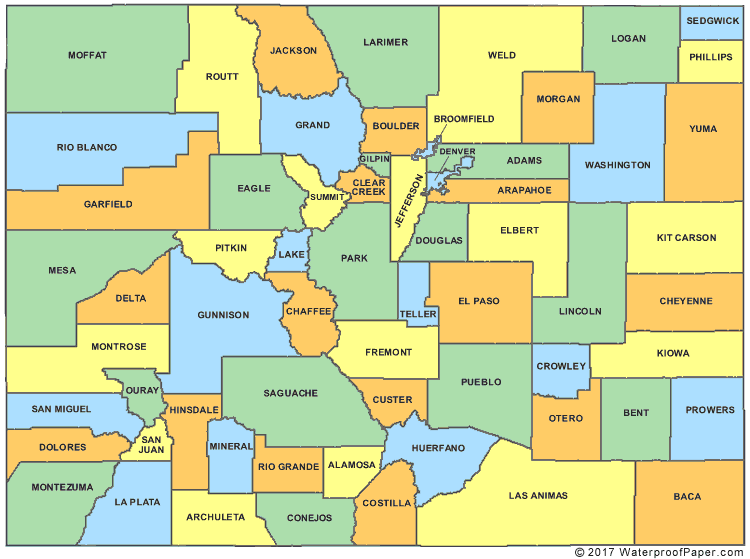 SEDGWICK
LOGAN
LARIMER
JACKSON
MOFFAT
WELD
PHILLIPS
ROUTT
MORGAN
BROOMFIELD
YUMA
GRAND
BOULDER
RIO BLANCO
DENVER
GILPIN
ADAMS
WASHINGTON
EAGLE
CLEAR
CREEK
ARAPAHOE
SUMMIT
JEFFERSON
GARFIELD
ELBERT
KIT CARSON
PITKIN
DOUGLAS
LAKE
PARK
MESA
DELTA
EL PASO
CHEYENNE
CHAFFEE
GUNNISON
TELLER
LINCOLN
MONTROSE
FREMONT
KIOWA
CROWLEY
PUEBLO
OURAY
SAGUACHE
CUSTER
SAN MIGUEL
HINSDALE
OTERO
BENT
PROWERS
SAN
JUAN
DOLORES
MINERAL
HUERFANO
RIO GRANDE
ALAMOSA
MONTEZUMA
LA PLATA
COSTILLA
LAS ANIMAS
BACA
ARCHULETA
CONEJOS
© 2017 WaterproofPaper.com